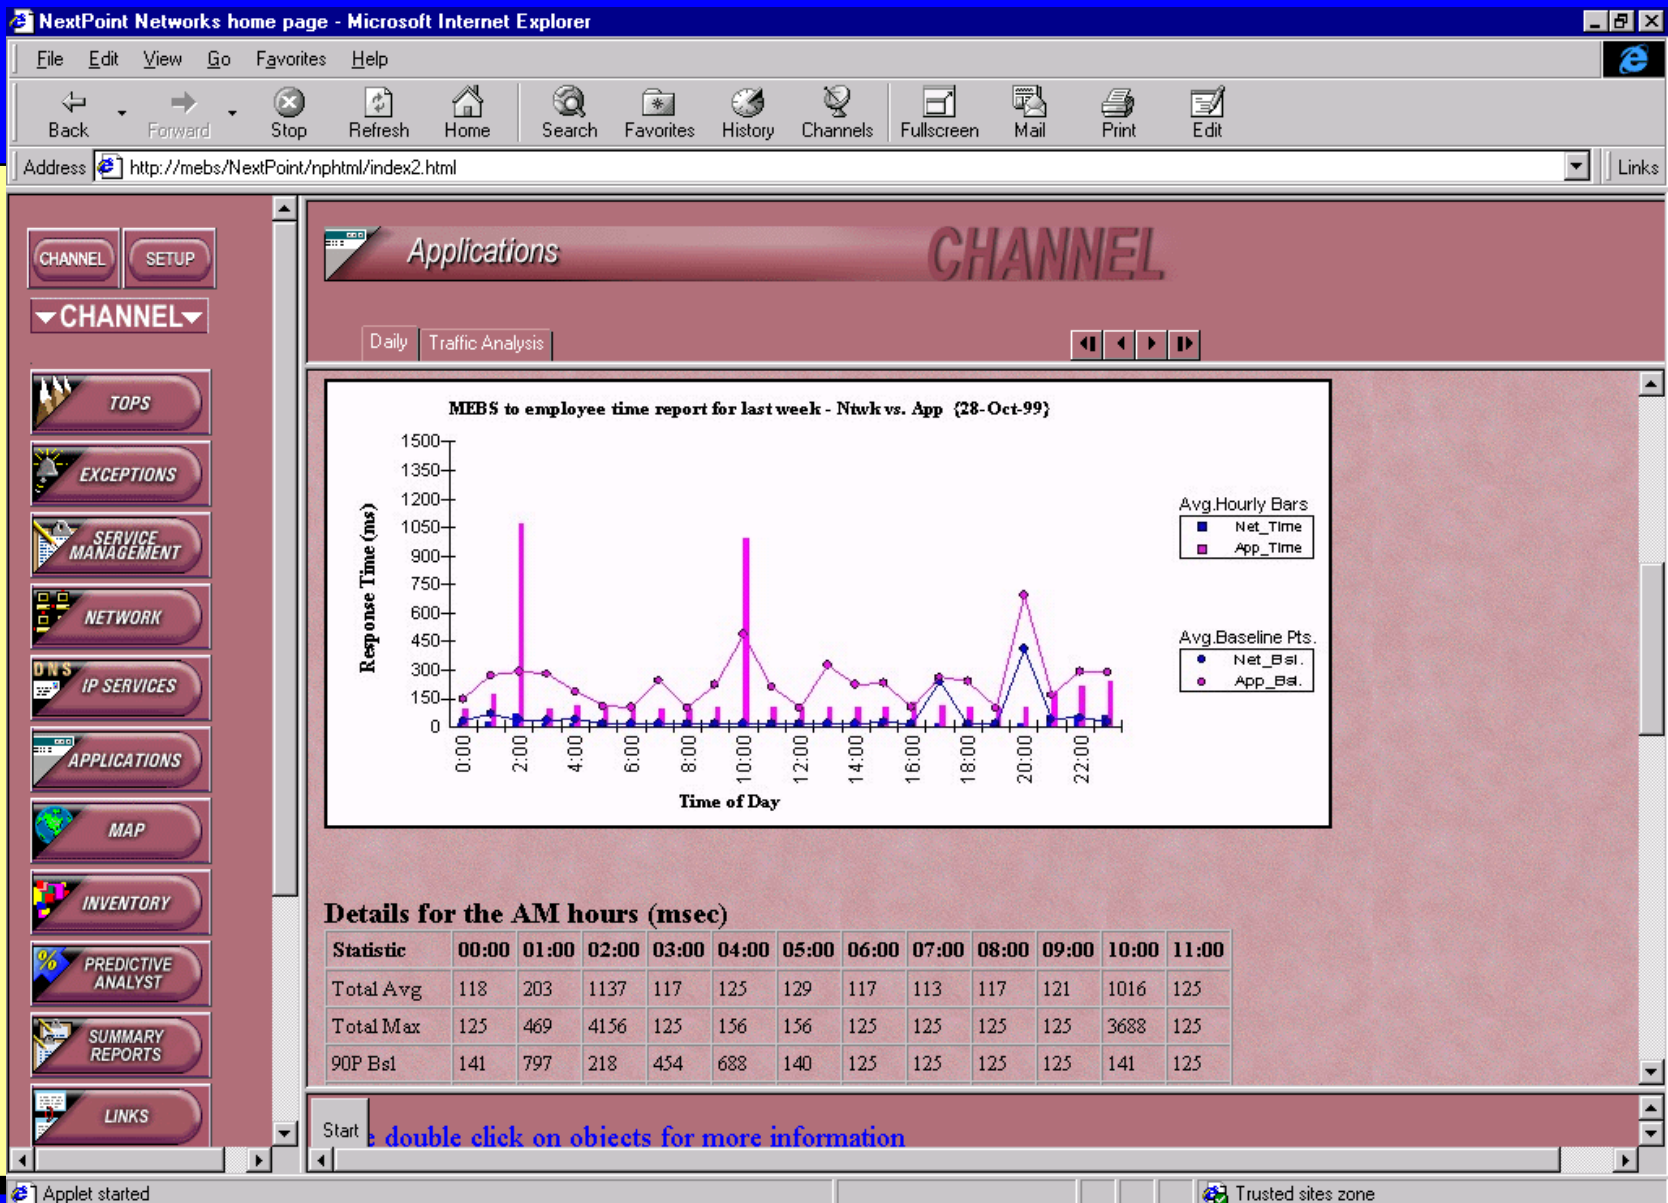 NextPoint Networks home page - Microsoft Internet Explorer
File Edit View Go Favorites Help
Back Forward Stop Refresh Home Search Favorites History Channels Fullscreen Mail Print Edit
Address http://mebs/NextPoint/nphtml/index2.html Links
CHANNEL SETUP
CHANNEL
TOPS
EXCEPTIONS
SERVICE
MANAGEMENT
NETWORK
DNS
IP SERVICES
APPLICATIONS
MAP
INVENTORY
PREDICTIVE
ANALYST
SUMMARY
REPORTS
LINKS
Applications CHANNEL
Daily Traffic Analysis
MEBS to employee time report for last week - Ntwk vs. App {28-Oct-99}
Response Time (ms)
1500
1350
1200
1050
900
750
600
450
300
150
0
0:00 2:00 4:00 6:00 8:00 10:00 12:00 14:00 16:00 18:00 20:00 22:00
Time of Day
Avg.Hourly Bars
Net_Time
App_Time
Avg.Baseline Pts.
Net_Bsl.
App_Bsl.
Details for the AM hours (msec)
Statistic 00:00 01:00 02:00 03:00 04:00 05:00 06:00 07:00 08:00 09:00 10:00 11:00
Total Avg 118 203 1137 117 125 129 117 113 117 121 1016 125
Total Max 125 469 4156 125 156 156 125 125 125 125 3688 125
90P Bsl 141 797 218 454 688 140 125 125 125 125 141 125
Start
e double click on objects for more information
Applet started Trusted sites zone